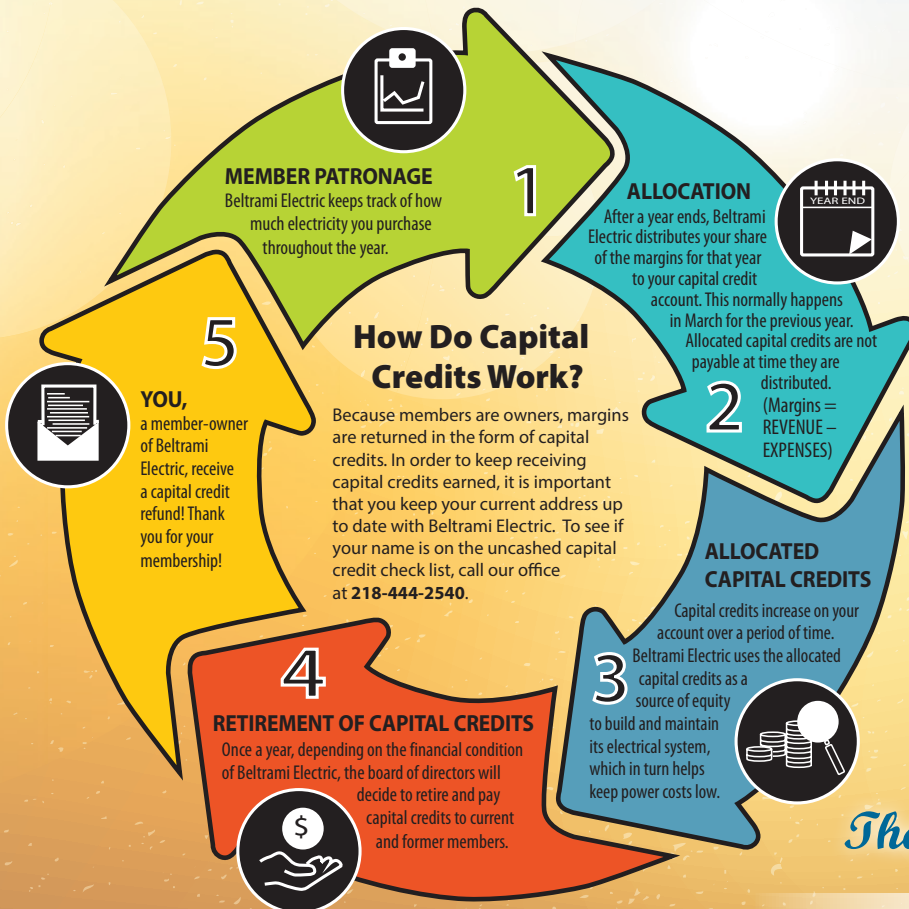 MEMBER PATRONAGE
Beltrami Electric keeps track of how
much electricity you purchase
throughout the year.
1
ALLOCATION
After a year ends, Beltrami
Electric distributes your share
of the margins for that year
to your capital credit
account. This normally happens
in March for the previous year.
Allocated capital credits are not
payable at time they are
distributed.
(Margins =
REVENUE –
EXPENSES)
2
YEAR END
ALLOCATED
CAPITAL CREDITS
Capital credits increase on your
account over a period of time.
Beltrami Electric uses the allocated
capital credits as a
source of equity
to build and maintain
its electrical system,
which in turn helps
keep power costs low.
3
4
RETIREMENT OF CAPITAL CREDITS
Once a year, depending on the financial condition
of Beltrami Electric, the board of directors will
decide to retire and pay
capital credits to current
and former members.
$
5
YOU,
a member-owner
of Beltrami
Electric, receive
a capital credit
refund! Thank
you for your
membership!
How Do Capital
Credits Work?
Because members are owners, margins
are returned in the form of capital
credits. In order to keep receiving
capital credits earned, it is important
that you keep your current address up
to date with Beltrami Electric. To see if
your name is on the uncashed capital
credit check list, call our office
at 218-444-2540.